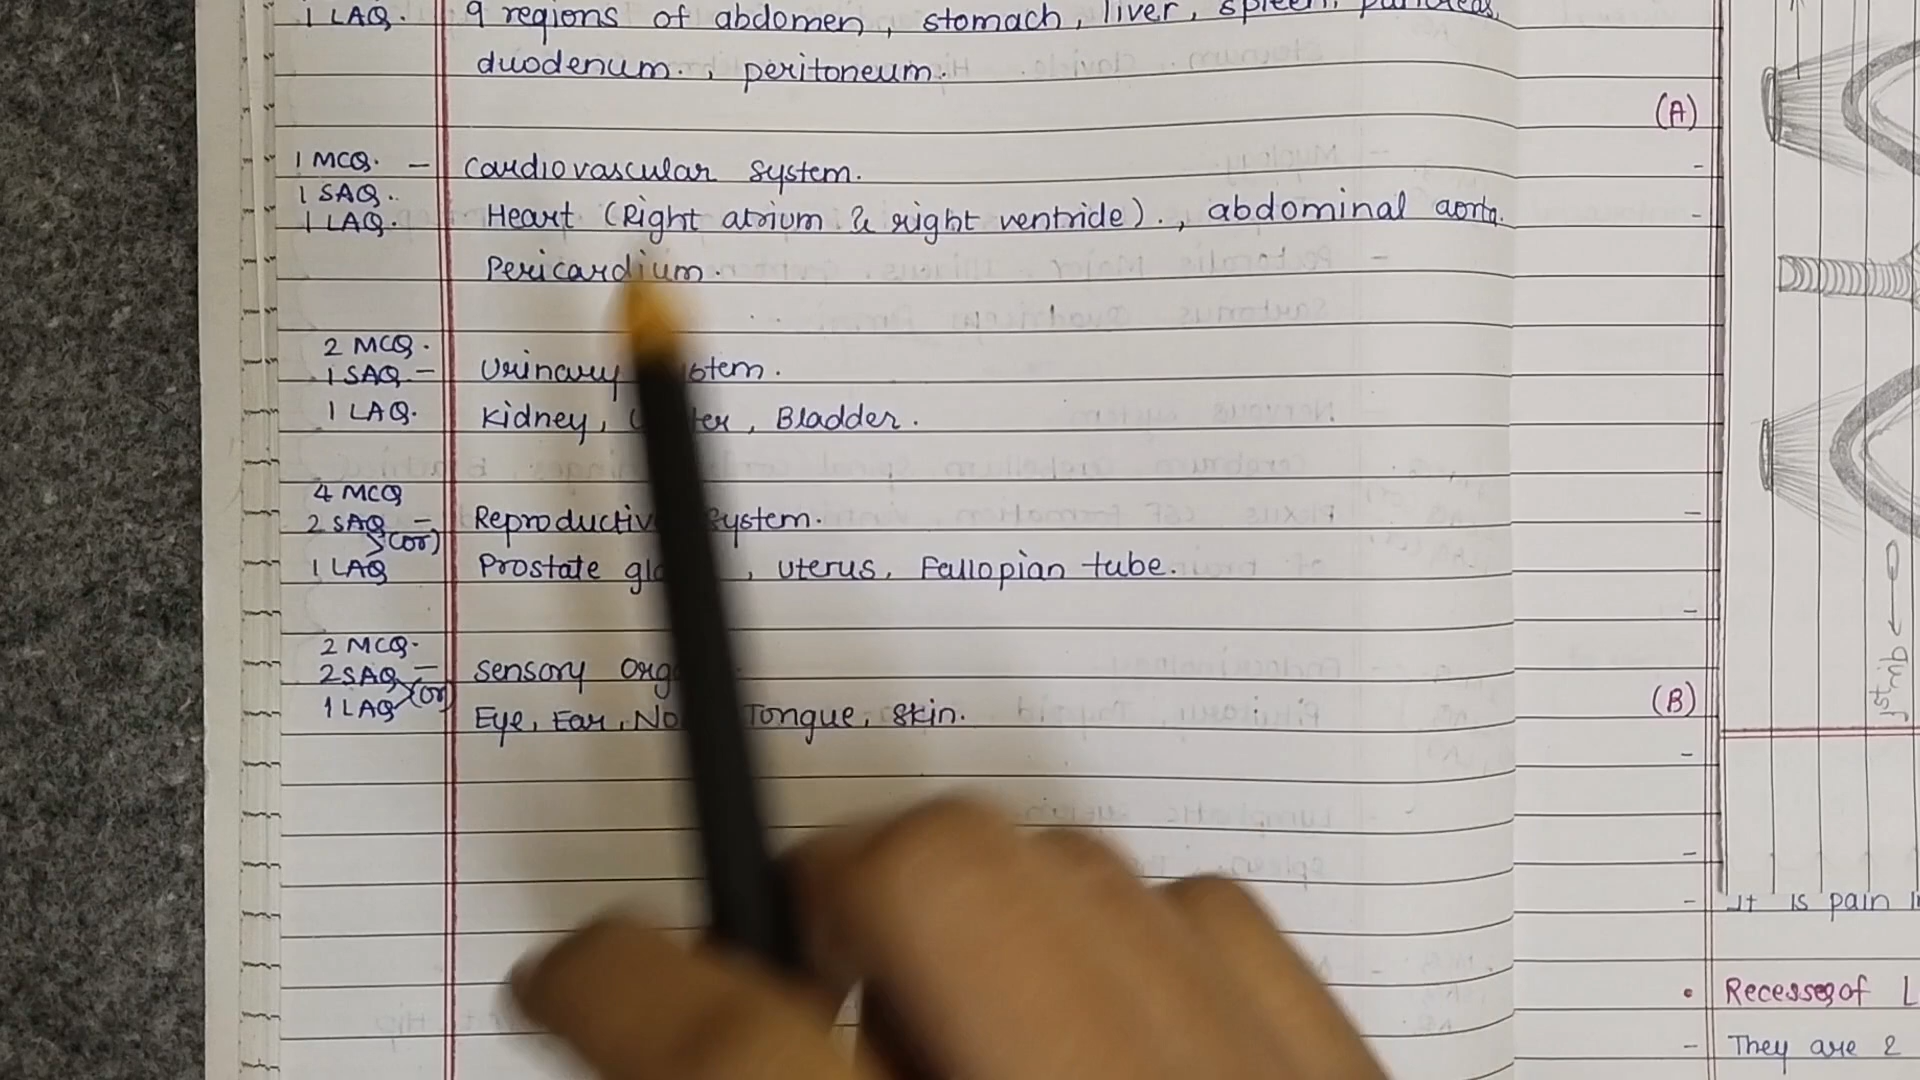 1 LAQ. 9 regions of abdomen, stomach, liver, spleen, pancreas,
duodenum., peritoneum.
1 MCQ. – Cardiovascular system.
1 SAQ.
1 LAQ. Heart (Right atrium & right ventricle)., abdominal aorta.
Pericardium.
2 MCQ.
1 SAQ – Urinary
1 LAQ. Kidney, , Bladder.
4 MCQ
2 SAQ – Reproductive System.
(or)
1 LAQ Prostate , uterus, Fallopian tube.
2 MCQ.
2 SAQ – Sensory
(or)
1 LAQ Eye, Ear, Tongue, Skin.
(A)
(B)
It is pain
• Recesses of L
– They are 2